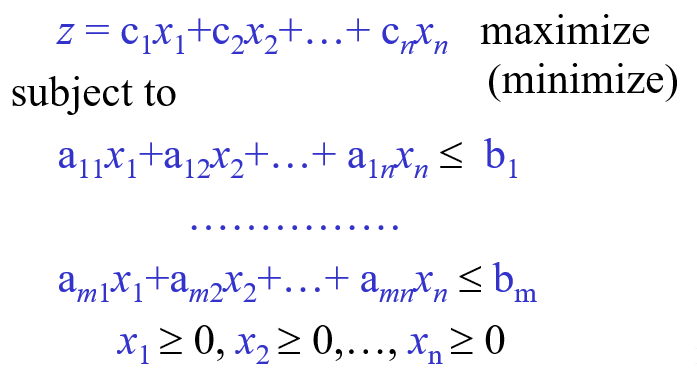 z = c₁x₁+c₂x₂+…+ cₙxₙ maximize
(minimize)
subject to
a₁₁x₁+a₁₂x₂+…+ a₁ₙxₙ ≤ b₁
……………
aₘ₁x₁+aₘ₂x₂+…+ aₘₙxₙ ≤ bₘ
x₁ ≥ 0, x₂ ≥ 0,…, xₙ ≥ 0